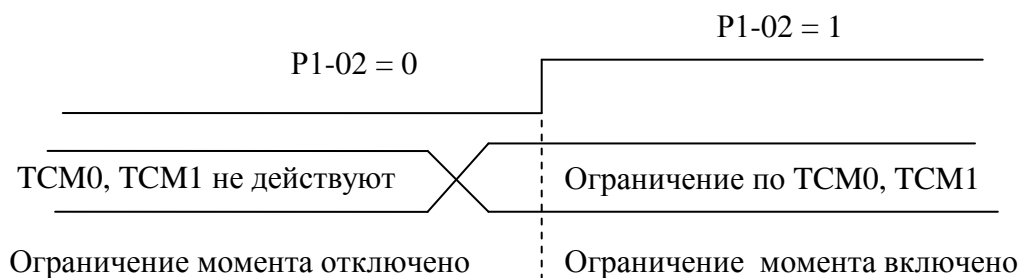 P1-02 = 1
P1-02 = 0
TCM0, TCM1 не действуют
Ограничение по TCM0, TCM1
Ограничение момента отключено
Ограничение момента включено